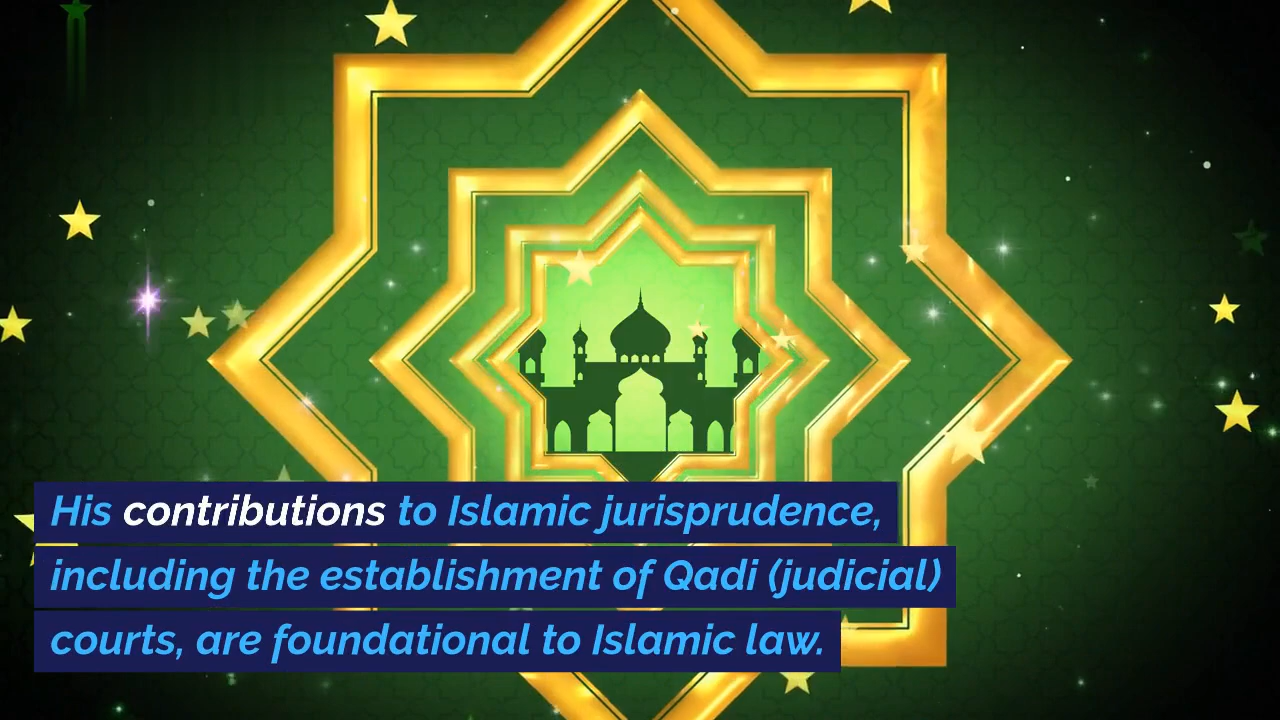 His contributions to Islamic jurisprudence,
including the establishment of Qadi (judicial)
courts, are foundational to Islamic law.